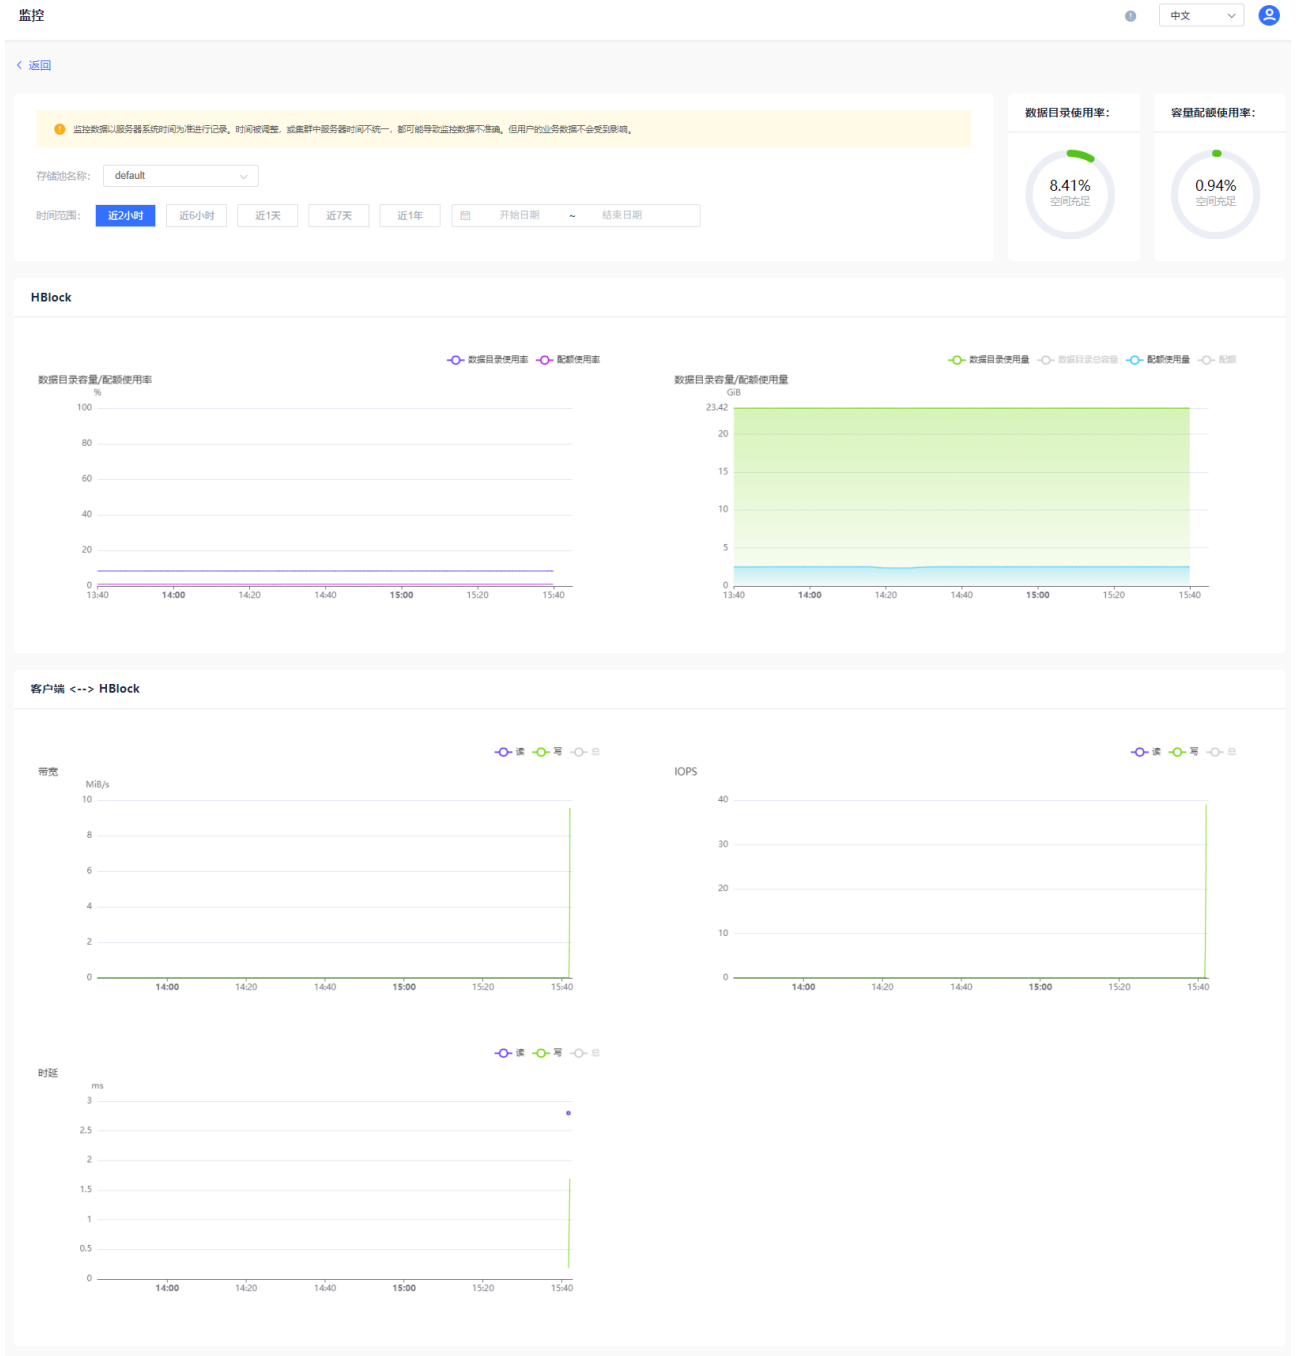 监控
中文
返回
监控数据以服务器系统时间为准进行记录。时间被调整，或集群中服务器时间不统一，都可能导致监控数据不准确。但用户的业务数据不会受到影响。
存储池名称： default
时间范围： 近2小时 近6小时 近1天 近7天 近1年 开始日期 ~ 结束日期
数据目录使用率：
8.41%
空间充足
容量配额使用率：
0.94%
空间充足
HBlock
数据目录使用率 配额使用率
数据目录容量/配额使用率
%
100
80
60
40
20
0
13:40 14:00 14:20 14:40 15:00 15:20 15:40
数据目录使用量 数据目录总容量 配额使用量 配额
数据目录容量/配额使用量
GiB
23.42
20
15
10
5
0
13:40 14:00 14:20 14:40 15:00 15:20 15:40
客户端 <--> HBlock
读 写 总
带宽
MiB/s
10
8
6
4
2
0
14:00 14:20 14:40 15:00 15:20 15:40
读 写 总
IOPS
40
30
20
10
0
14:00 14:20 14:40 15:00 15:20 15:40
读 写 总
时延
ms
3
2.5
2
1.5
1
0.5
0
14:00 14:20 14:40 15:00 15:20 15:40